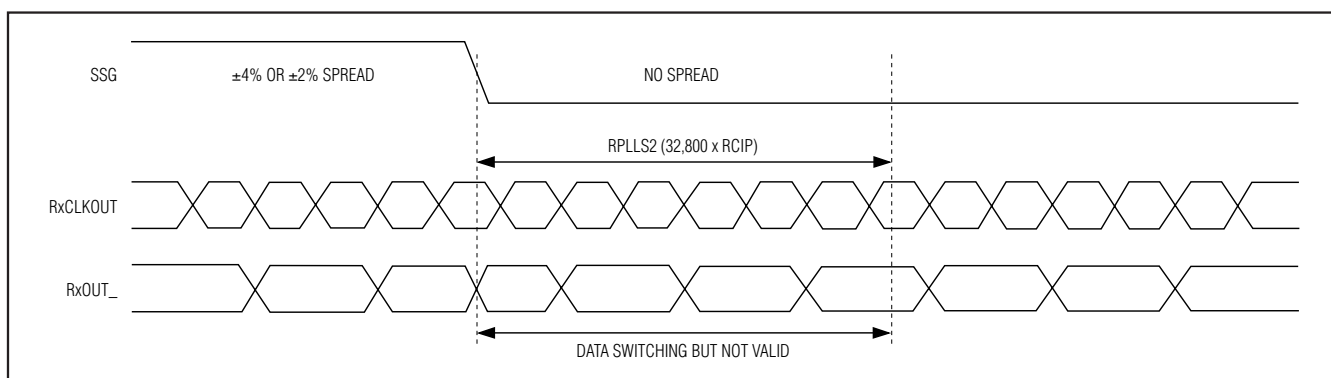 SSG
±4% OR ±2% SPREAD
NO SPREAD
RPLLS2 (32,800 x RCIP)
RxCLKOUT
RxOUT_
DATA SWITCHING BUT NOT VALID